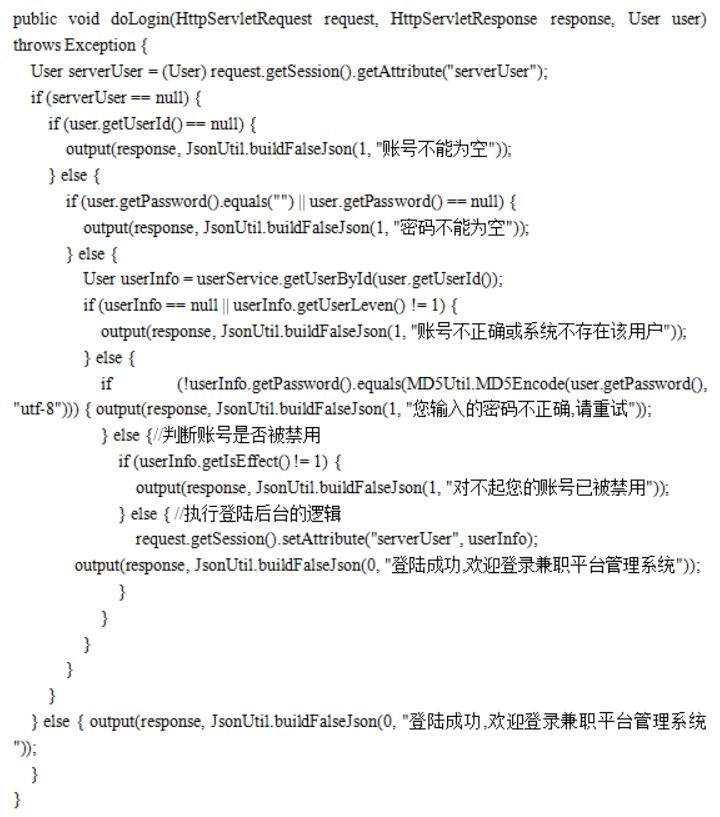 public void doLogin(HttpServletRequest request, HttpServletResponse response, User user)
throws Exception {
User serverUser = (User) request.getSession().getAttribute("serverUser");
if (serverUser == null) {
if (user.getUserId() == null) {
output(response, JsonUtil.buildFalseJson(1, "账号不能为空"));
} else {
if (user.getPassword().equals("") || user.getPassword() == null) {
output(response, JsonUtil.buildFalseJson(1, "密码不能为空"));
} else {
User userInfo = userService.getUserById(user.getUserId());
if (userInfo == null || userInfo.getUserLeven() != 1) {
output(response, JsonUtil.buildFalseJson(1, "账号不正确或系统不存在该用户"));
} else {
if (!userInfo.getPassword().equals(MD5Util.MD5Encode(user.getPassword(),
"utf-8"))) { output(response, JsonUtil.buildFalseJson(1, "您输入的密码不正确,请重试"));
} else {//判断账号是否被禁用
if (userInfo.getIsEffect() != 1) {
output(response, JsonUtil.buildFalseJson(1, "对不起您的账号已被禁用"));
} else { //执行登陆后台的逻辑
request.getSession().setAttribute("serverUser", userInfo);
output(response, JsonUtil.buildFalseJson(0, "登陆成功,欢迎登录兼职平台管理系统"));
}
}
}
}
}
} else { output(response, JsonUtil.buildFalseJson(0, "登陆成功,欢迎登录兼职平台管理系统
"));
}
}